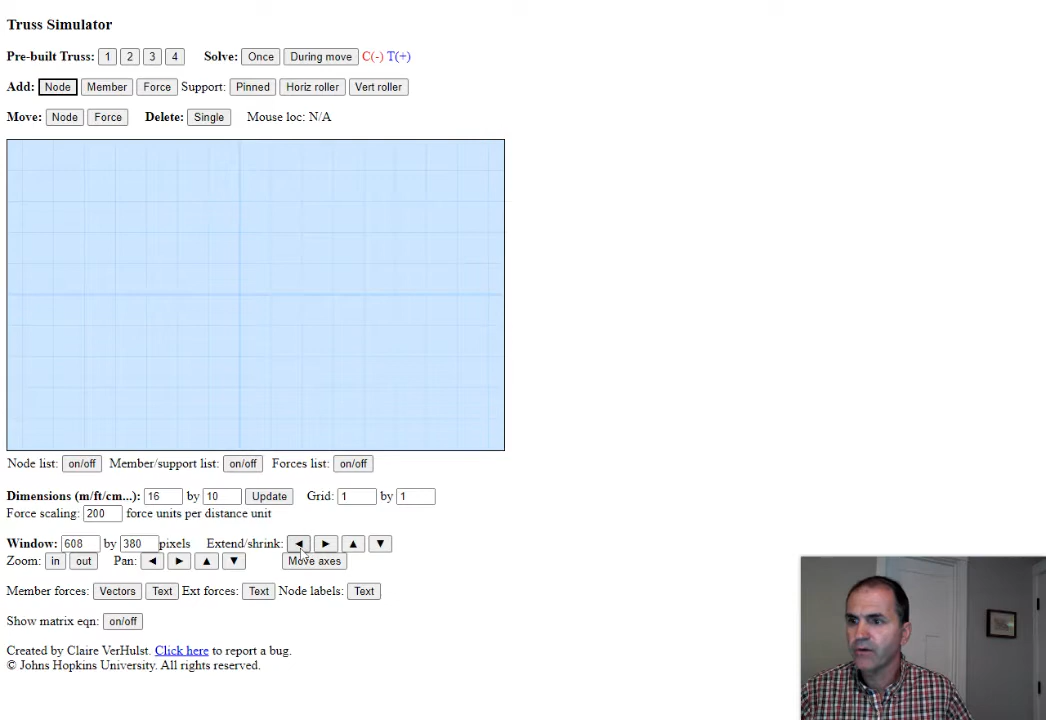 Truss Simulator
Pre-built Truss: 1 2 3 4 Solve: Once During move C(-) T(+)
Add: Node Member Force Support: Pinned Horiz roller Vert roller
Move: Node Force Delete: Single Mouse loc: N/A
Node list: on/off Member/support list: on/off Forces list: on/off
Dimensions (m/ft/cm...): 16 by 10 Update Grid: 1 by 1
Force scaling: 200 force units per distance unit
Window: 608 by 380 pixels Extend/shrink: ◄ ► ▲ ▼
Zoom: in out Pan: ◄ ► ▲ ▼ Move axes
Member forces: Vectors Text Ext forces: Text Node labels: Text
Show matrix eqn: on/off
Created by Claire VerHulst. Click here to report a bug.
© Johns Hopkins University. All rights reserved.